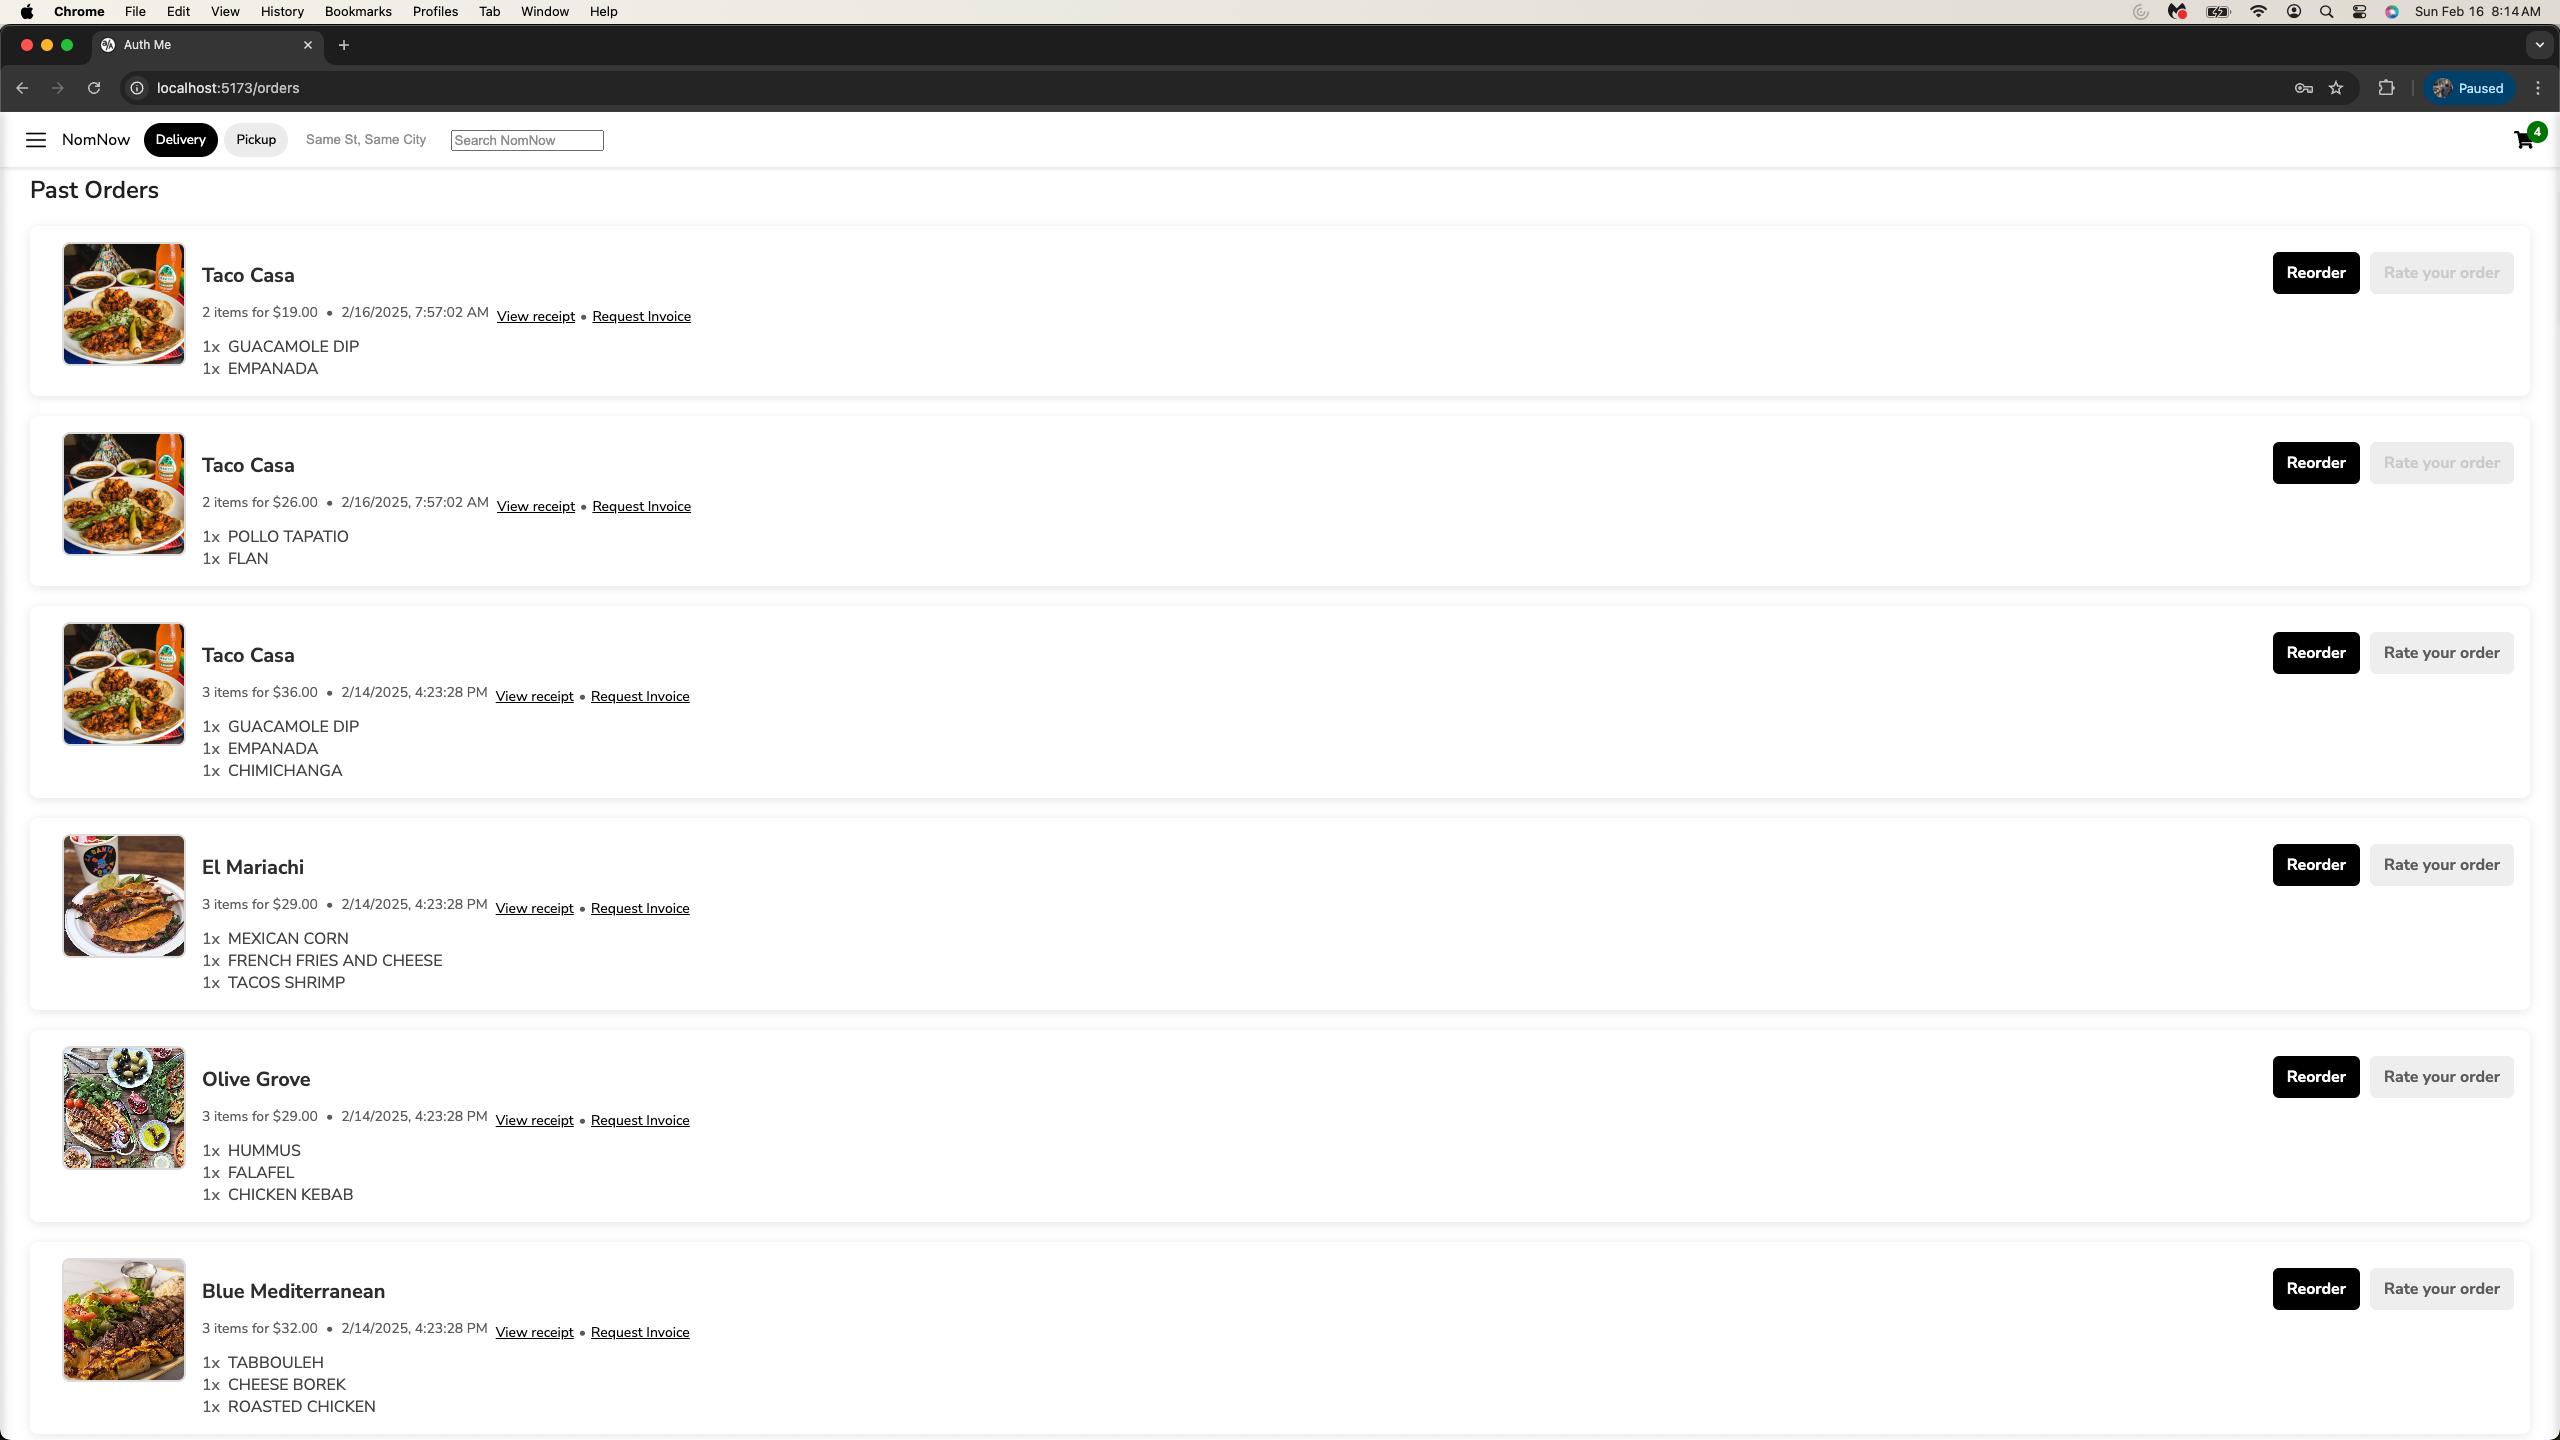 Chrome File Edit View History Bookmarks Profiles Tab Window Help Sun Feb 16 8:14 AM
Auth Me
localhost:5173/orders Paused
NomNow Delivery Pickup Same St, Same City Search NomNow 4
Past Orders
Taco Casa Reorder Rate your order
2 items for $19.00 • 2/16/2025, 7:57:02 AM View receipt • Request Invoice
1x GUACAMOLE DIP
1x EMPANADA
Taco Casa Reorder Rate your order
2 items for $26.00 • 2/16/2025, 7:57:02 AM View receipt • Request Invoice
1x POLLO TAPATIO
1x FLAN
Taco Casa Reorder Rate your order
3 items for $36.00 • 2/14/2025, 4:23:28 PM View receipt • Request Invoice
1x GUACAMOLE DIP
1x EMPANADA
1x CHIMICHANGA
El Mariachi Reorder Rate your order
3 items for $29.00 • 2/14/2025, 4:23:28 PM View receipt • Request Invoice
1x MEXICAN CORN
1x FRENCH FRIES AND CHEESE
1x TACOS SHRIMP
Olive Grove Reorder Rate your order
3 items for $29.00 • 2/14/2025, 4:23:28 PM View receipt • Request Invoice
1x HUMMUS
1x FALAFEL
1x CHICKEN KEBAB
Blue Mediterranean Reorder Rate your order
3 items for $32.00 • 2/14/2025, 4:23:28 PM View receipt • Request Invoice
1x TABBOULEH
1x CHEESE BOREK
1x ROASTED CHICKEN